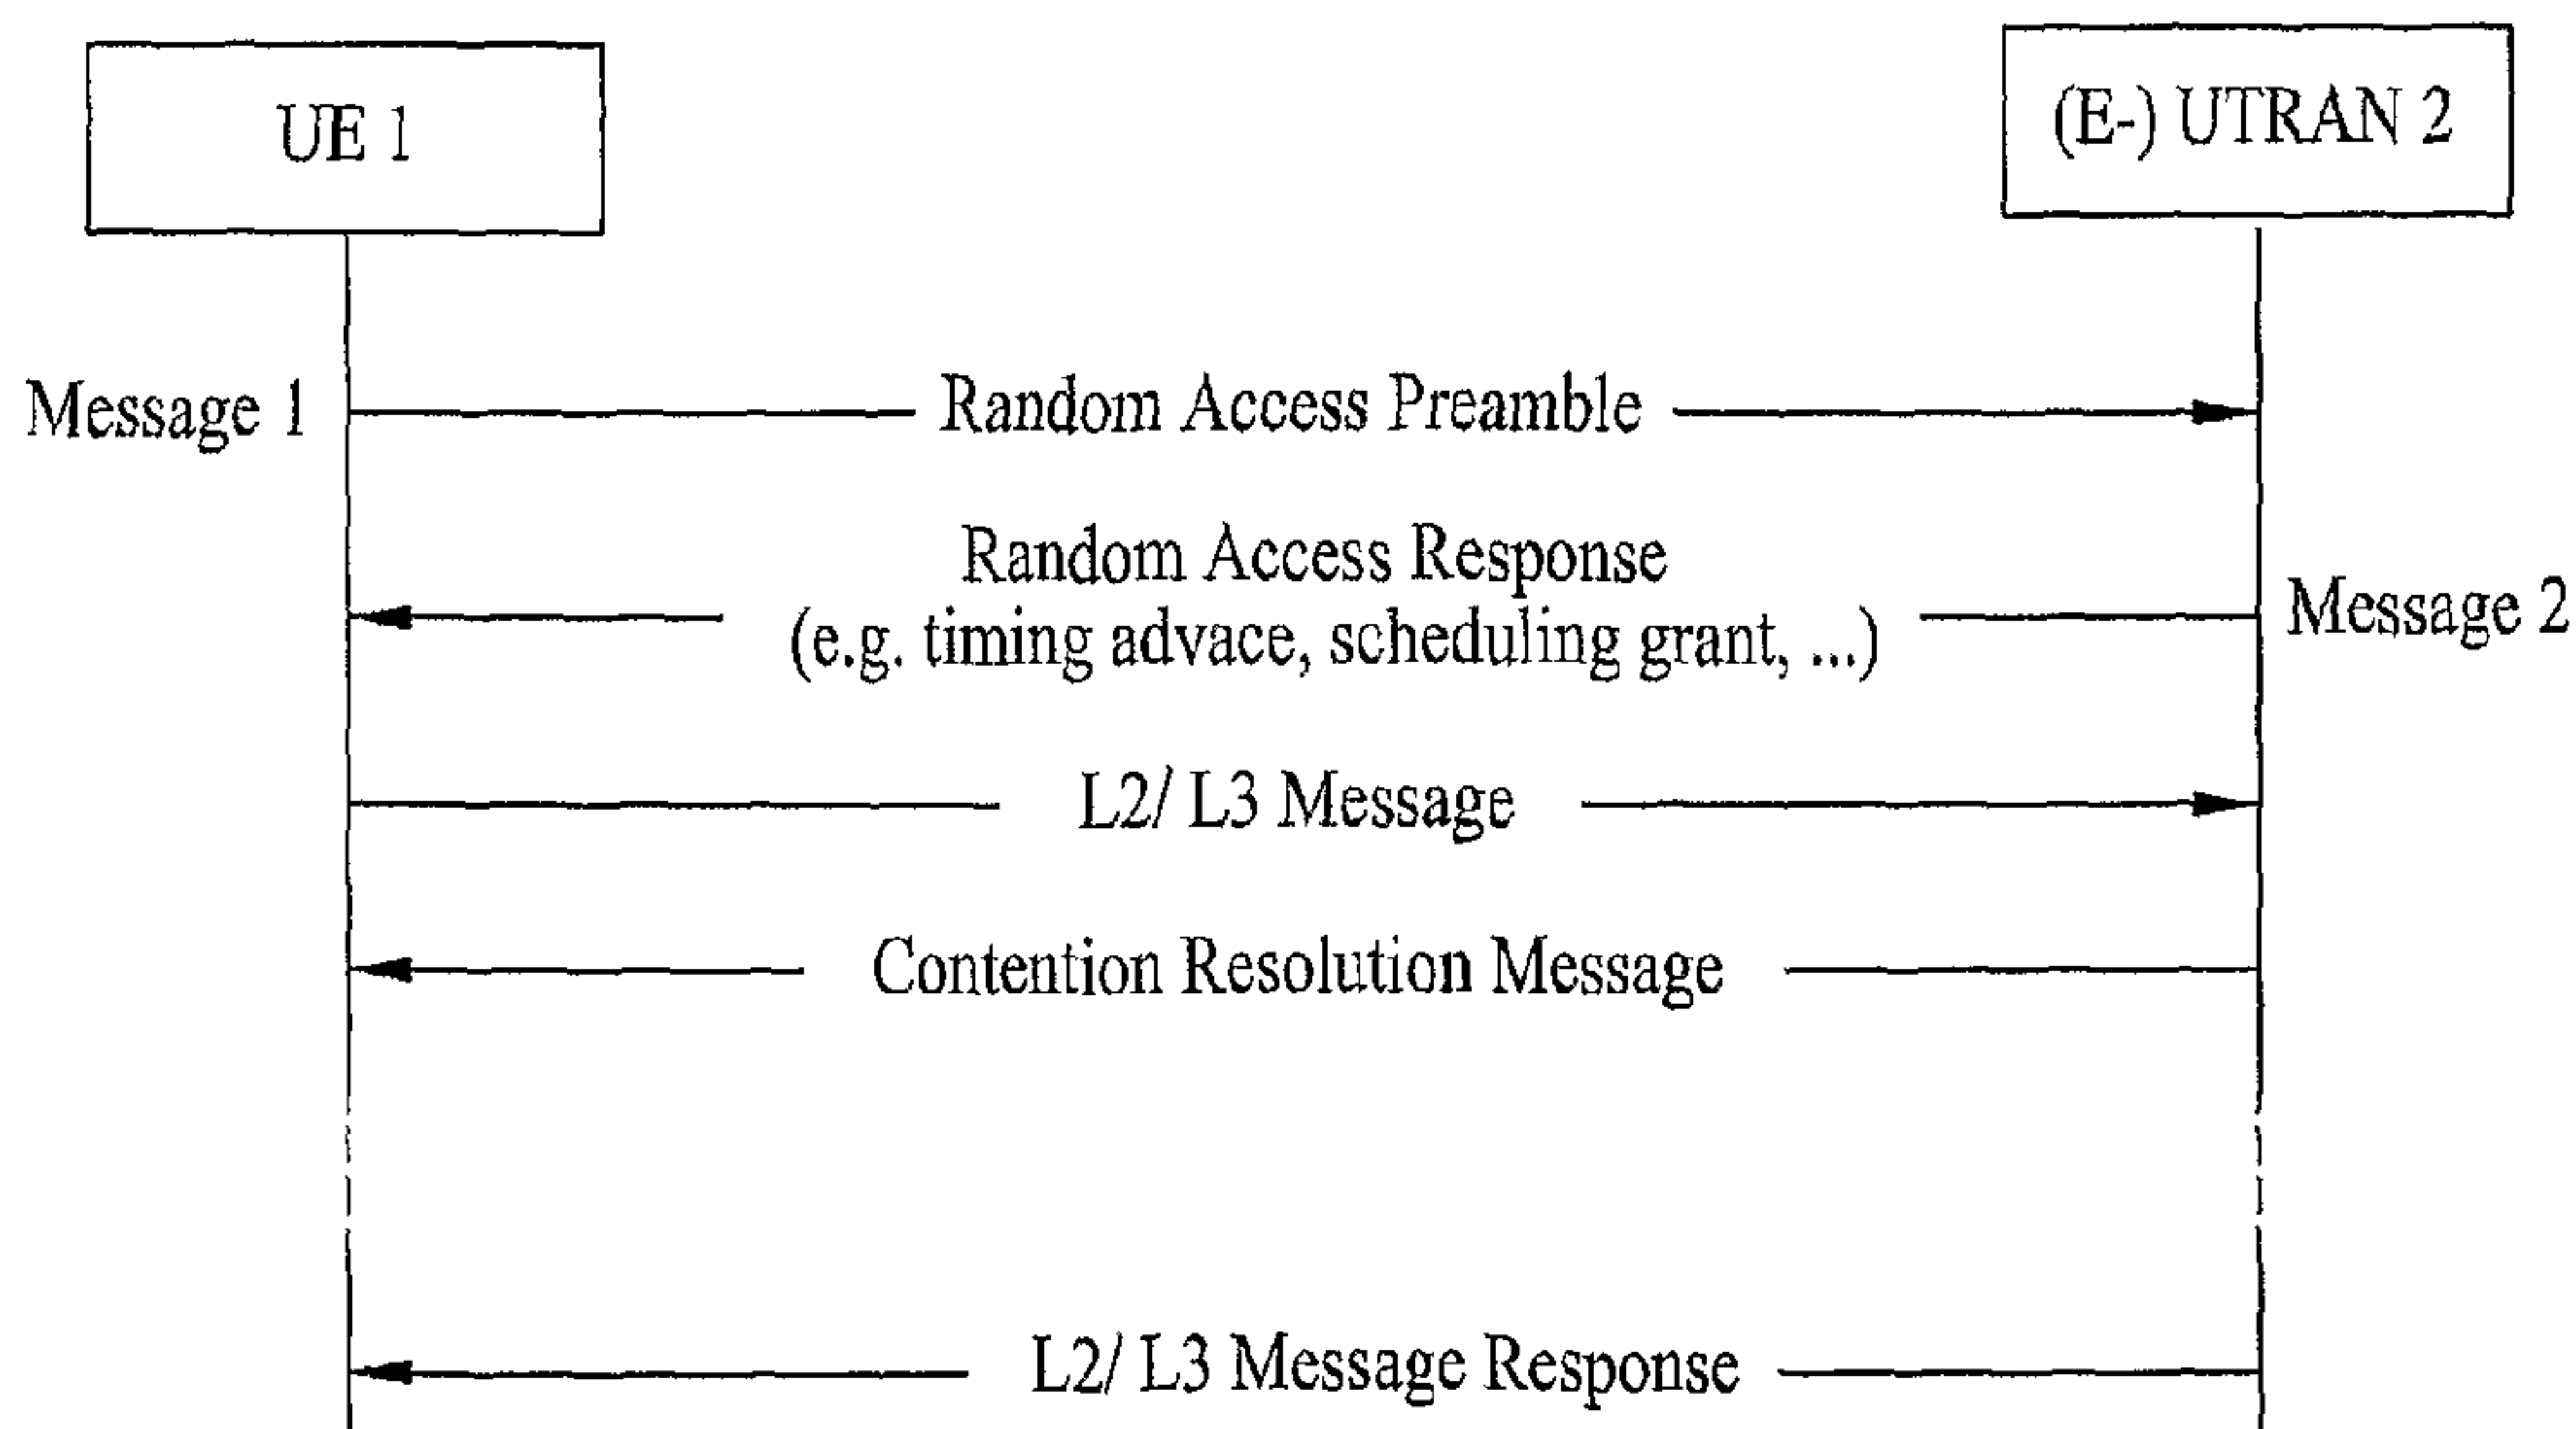 UE 1
(E-) UTRAN 2
Message 1
Random Access Preamble
Random Access Response
(e.g. timing advace, scheduling grant, ...)
Message 2
L2/ L3 Message
Contention Resolution Message
L2/ L3 Message Response